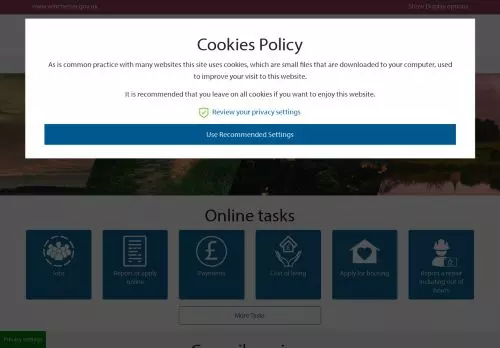 www.winchester.gov.uk
Show Display options
Cookies Policy
As is common practice with many websites this site uses cookies, which are small files that are downloaded to your computer, used
to improve your visit to this website.
It is recommended that you leave on all cookies if you want to enjoy this website.
Review your privacy settings
Use Recommended Settings
Online tasks
Jobs
Report or apply
online
Payments
Cost of living
Apply for housing
Report a repair
including out of
hours
More Tasks
Privacy settings